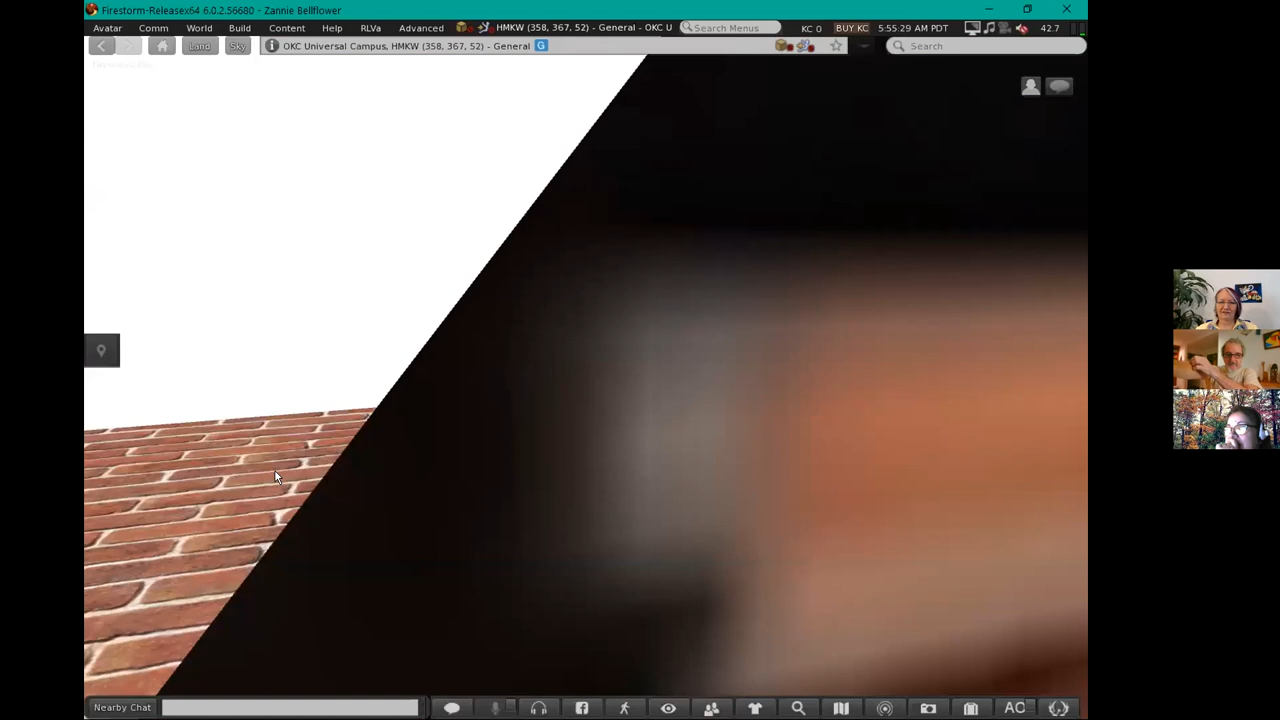 Firestorm-Releasex64 6.0.2.56680 - Zannie Bellflower
Avatar Comm World Build Content Help RLVa Advanced HMKW (358, 367, 52) - General - OKC U Search Menus KC 0 BUY KC 5:55:29 AM PDT 42.7
Land Sky OKC Universal Campus, HMKW (358, 367, 52) - General G Search
Nearby Chat AO